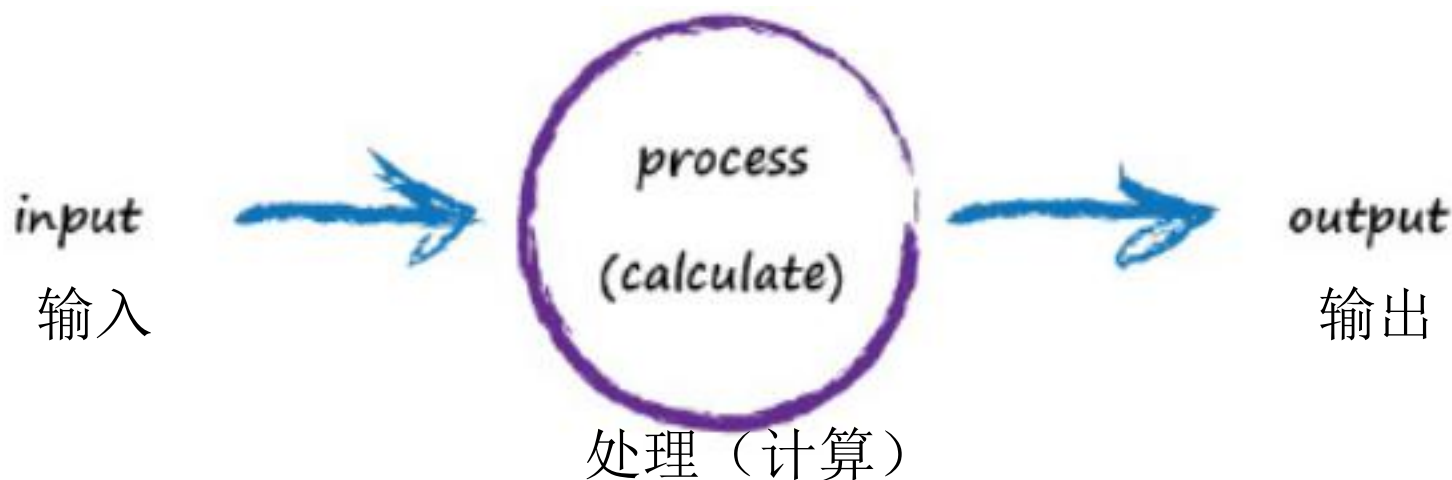 input
输入
process
(calculate)
处理（计算）
output
输出